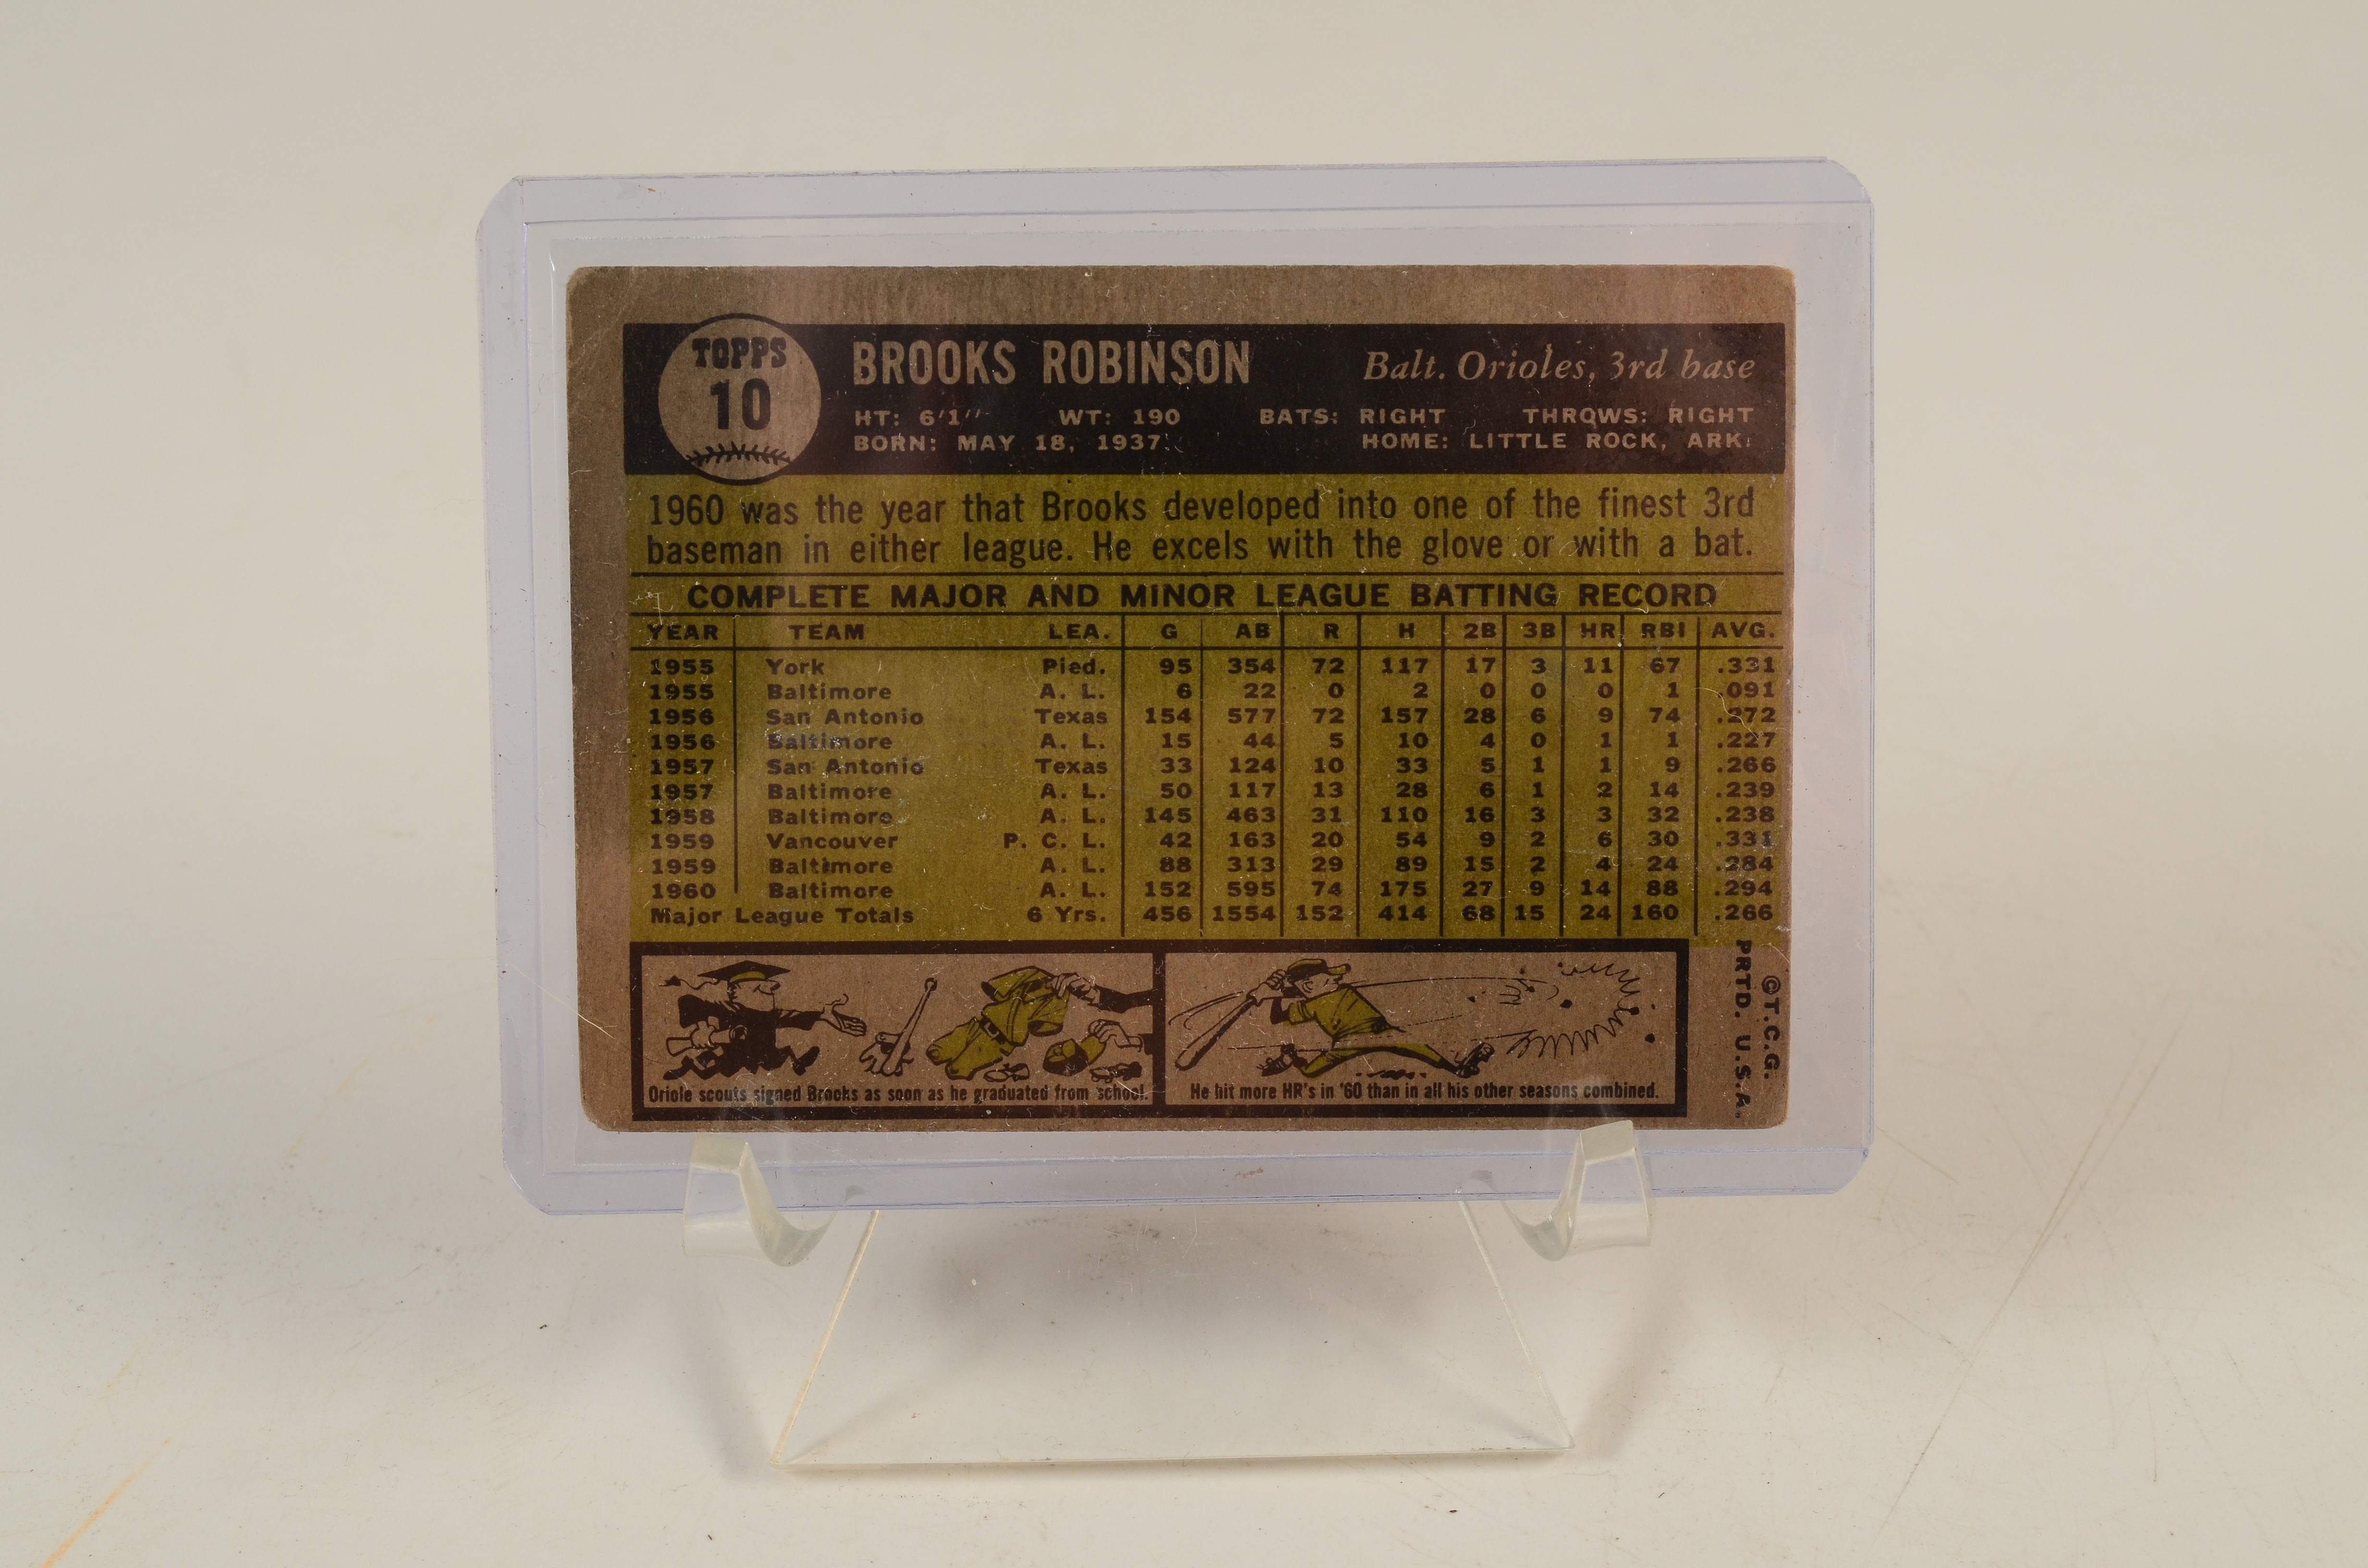 TOPPS
10
BROOKS ROBINSON
Balt. Orioles, 3rd base
HT: 6'1" WT: 190 BATS: RIGHT THROWS: RIGHT
BORN: MAY 18, 1937 HOME: LITTLE ROCK, ARK.
1960 was the year that Brooks developed into one of the finest 3rd
baseman in either league. He excels with the glove or with a bat.
COMPLETE MAJOR AND MINOR LEAGUE BATTING RECORD
YEAR TEAM LEA. G AB R H 2B 3B HR RBI AVG.
1955 York Pied. 95 354 72 117 17 3 11 67 .331
1955 Baltimore A. L. 6 22 0 2 0 0 0 1 .091
1956 San Antonio Texas 154 577 72 157 28 6 9 74 .272
1956 Baltimore A. L. 15 44 5 10 4 0 1 1 .227
1957 San Antonio Texas 33 124 10 33 5 1 1 9 .266
1957 Baltimore A. L. 50 117 13 28 6 1 2 14 .239
1958 Baltimore A. L. 145 463 31 110 16 3 3 32 .238
1959 Vancouver P. C. L. 42 163 20 54 9 2 6 30 .331
1959 Baltimore A. L. 88 313 29 89 15 2 4 24 .284
1960 Baltimore A. L. 152 595 74 175 27 9 14 88 .294
Major League Totals 6 Yrs. 456 1554 152 414 68 15 24 160 .266
Oriole scouts signed Brooks as soon as he graduated from school.
He hit more HR's in '60 than in all his other seasons combined.
©T.C.G.
PRTD. U.S.A.